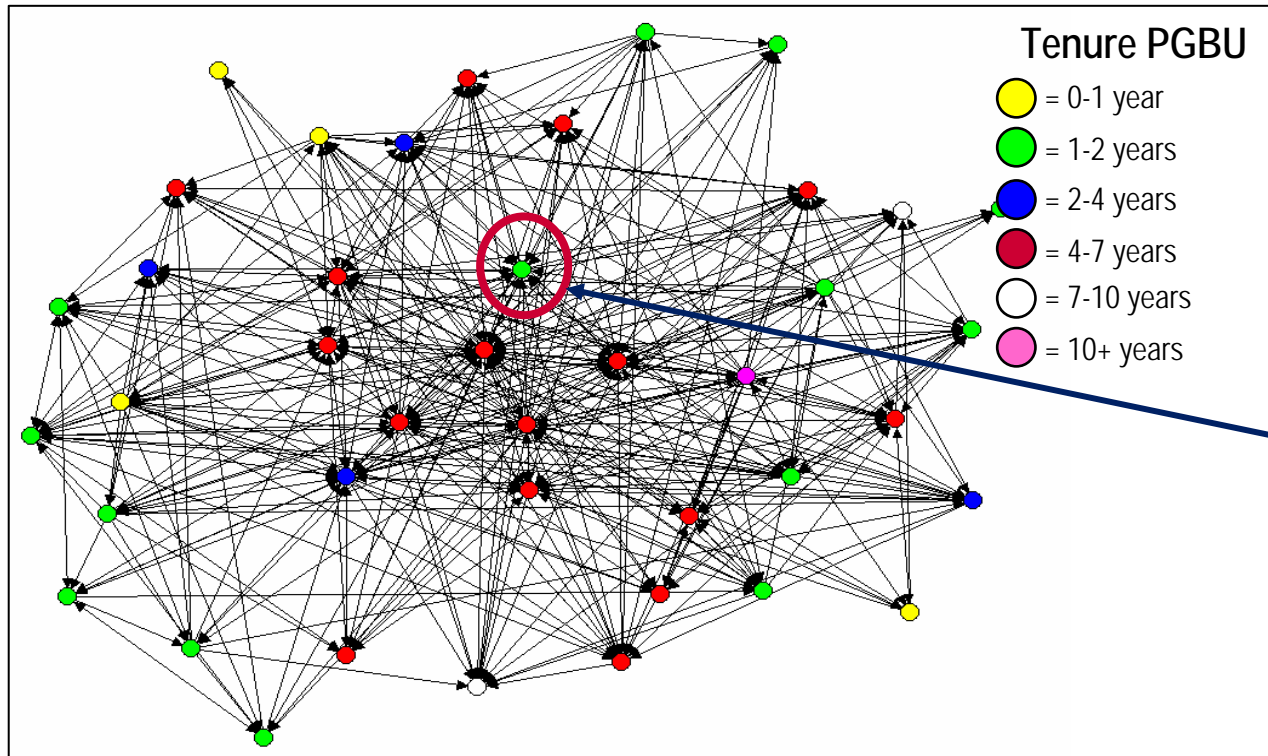 Tenure PGBU
= 0-1 year
= 1-2 years
= 2-4 years
= 4-7 years
= 7-10 years
= 10+ years